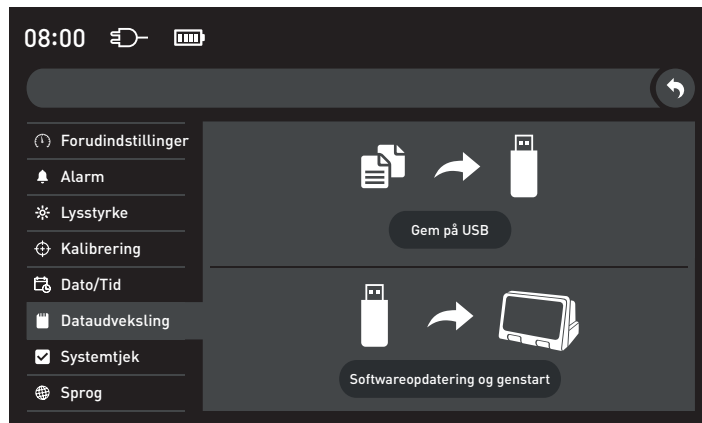 08:00
Forudindstillinger
Alarm
Lysstyrke
Kalibrering
Dato/Tid
Dataudveksling
Systemtjek
Sprog
Gem på USB
Softwareopdatering og genstart